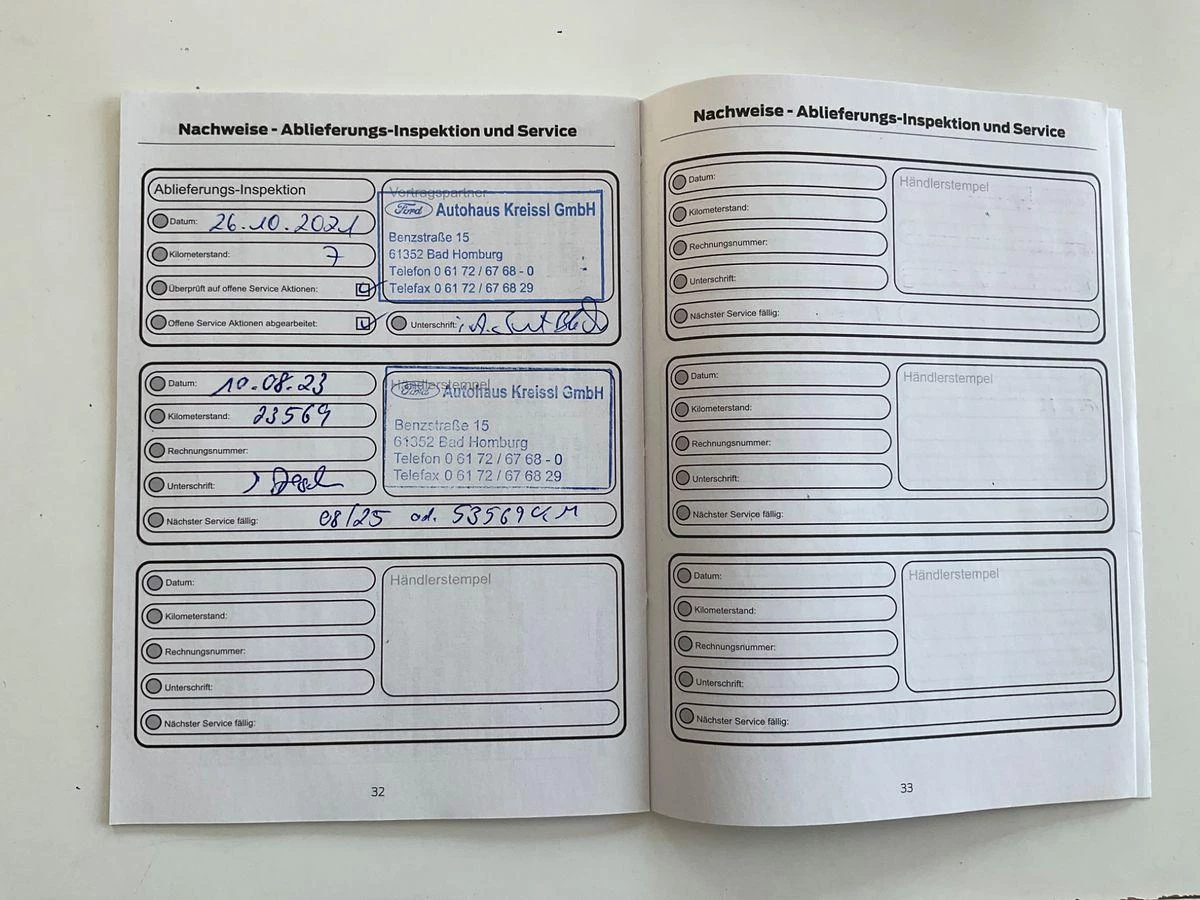 Nachweise - Ablieferungs-Inspektion und Service
Ablieferungs-Inspektion
Datum: 26.10.2021
Kilometerstand: 7
Überprüft auf offene Service Aktionen:
Offene Service Aktionen abgearbeitet:
Vertragspartner
Ford Autohaus Kreissl GmbH
Benzstraße 15
61352 Bad Homburg
Telefon 0 61 72 / 67 68 - 0
Telefax 0 61 72 / 67 68 29
Unterschrift:
Datum: 10.08.23
Kilometerstand: 23569
Rechnungsnummer:
Unterschrift:
Händlerstempel
Ford Autohaus Kreissl GmbH
Benzstraße 15
61352 Bad Homburg
Telefon 0 61 72 / 67 68 - 0
Telefax 0 61 72 / 67 68 29
Nächster Service fällig: 08/25 od. 53569 KM
Datum:
Kilometerstand:
Rechnungsnummer:
Unterschrift:
Händlerstempel
Nächster Service fällig:
32
Nachweise - Ablieferungs-Inspektion und Service
Datum:
Kilometerstand:
Rechnungsnummer:
Unterschrift:
Händlerstempel
Nächster Service fällig:
Datum:
Kilometerstand:
Rechnungsnummer:
Unterschrift:
Händlerstempel
Nächster Service fällig:
Datum:
Kilometerstand:
Rechnungsnummer:
Unterschrift:
Händlerstempel
Nächster Service fällig:
33